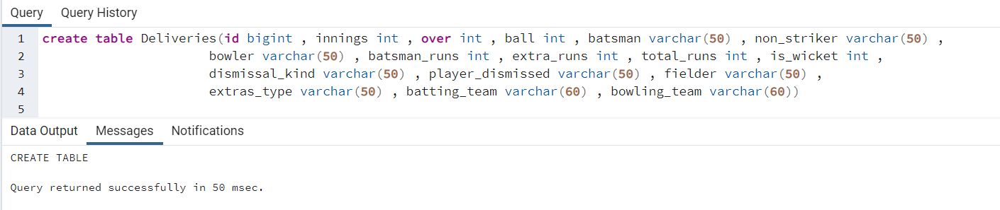 Query Query History
1 create table Deliveries(id bigint , innings int , over int , ball int , batsman varchar(50) , non_striker varchar(50) ,
2 bowler varchar(50) , batsman_runs int , extra_runs int , total_runs int , is_wicket int ,
3 dismissal_kind varchar(50) , player_dismissed varchar(50) , fielder varchar(50) ,
4 extras_type varchar(50) , batting_team varchar(60) , bowling_team varchar(60))
5
Data Output Messages Notifications
CREATE TABLE
Query returned successfully in 50 msec.